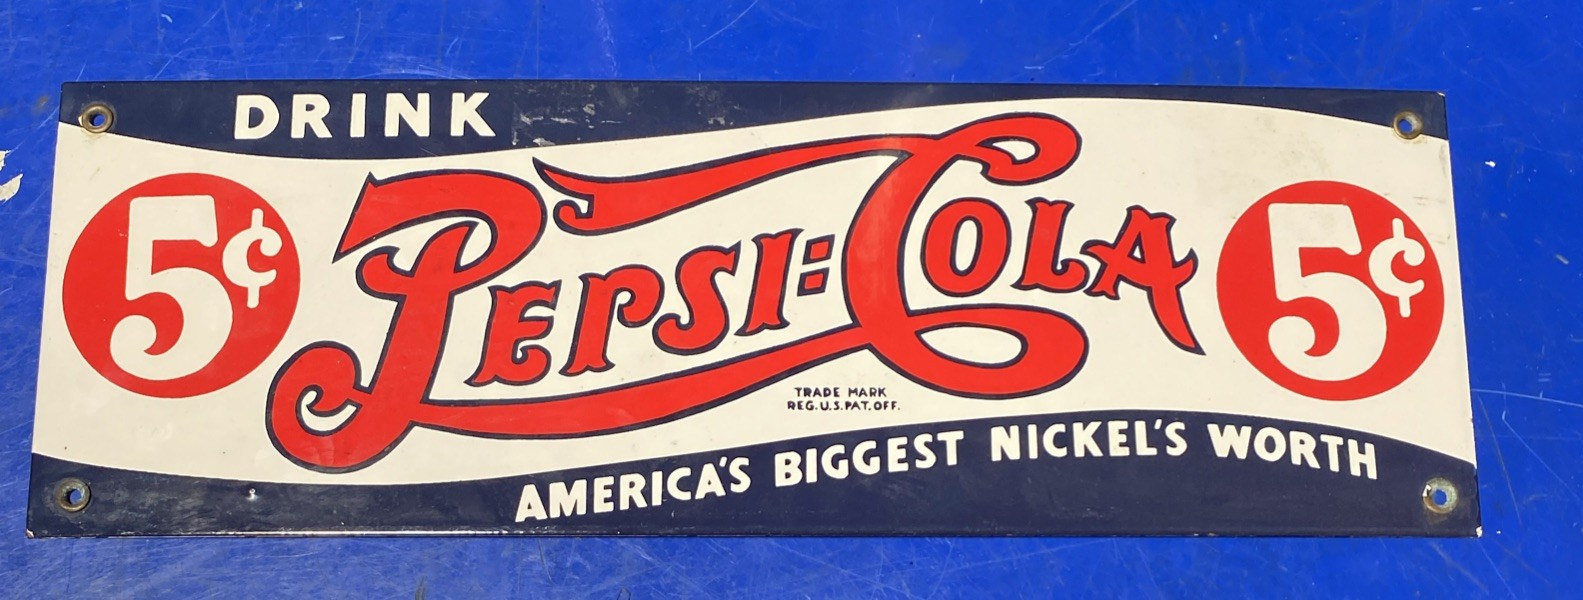 DRINK
5¢
PEPSI:COLA
5¢
TRADE MARK
REG.U.S.PAT.OFF.
AMERICA'S BIGGEST NICKEL'S WORTH